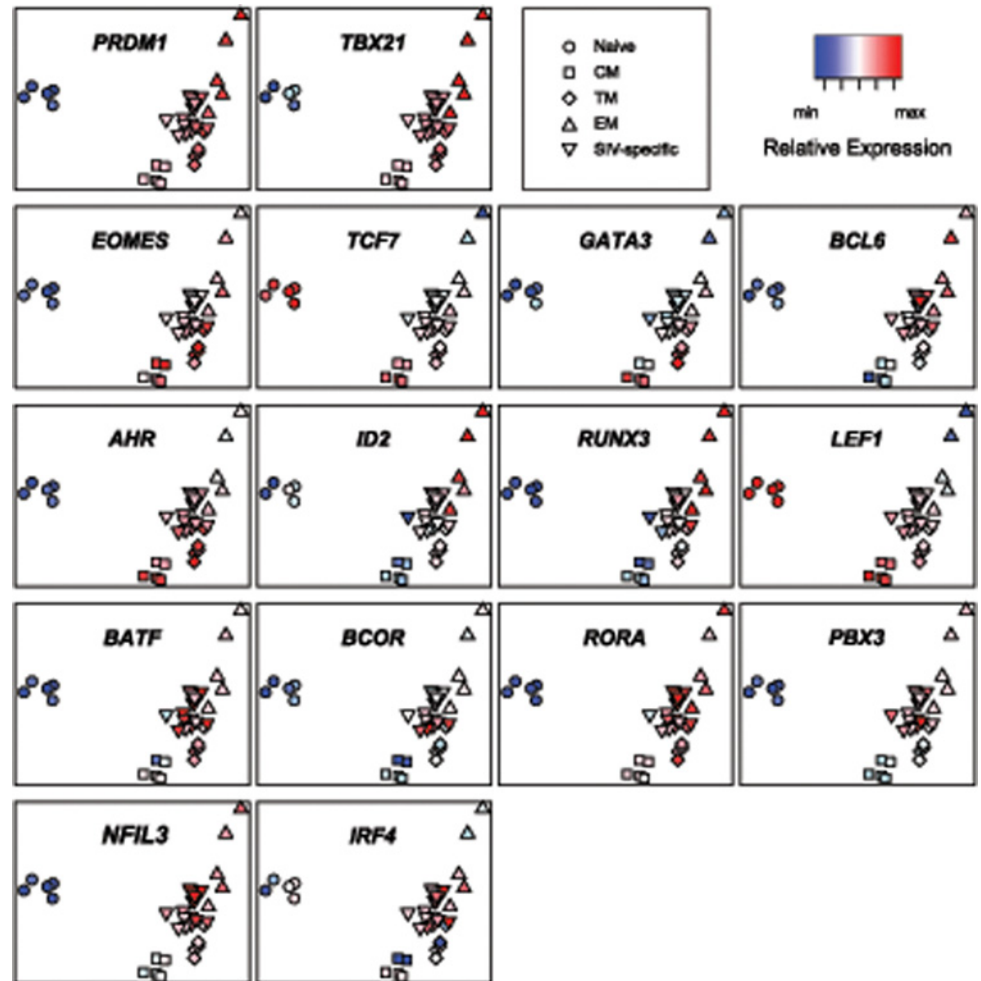 PRDM1
TBX21
Naive
CM
TM
EM
SIV-specific
min
max
Relative Expression
EOMES
TCF7
GATA3
BCL6
AHR
ID2
RUNX3
LEF1
BATF
BCOR
RORA
PBX3
NFIL3
IRF4